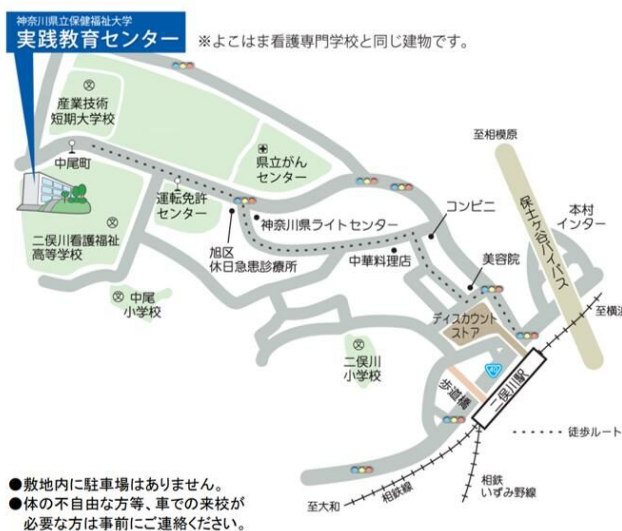 神奈川県立保健福祉大学
実践教育センター
※よこはま看護専門学校と同じ建物です。
産業技術
短期大学校
中尾町
県立がん
センター
運転免許
センター
二俣川看護福祉
高等学校
旭区
休日急患診療所
神奈川県ライトセンター
中華料理店
コンビニ
美容院
至相模原
保土ヶ谷バイパス
本村
インター
至横浜
中尾
小学校
二俣川
小学校
ディスカウント
ストア
歩道橋
二俣川駅
徒歩ルート
至大和
相鉄線
相鉄
いずみ野線
●敷地内に駐車場はありません。
●体の不自由な方等、車での来校が
必要な方は事前にご連絡ください。